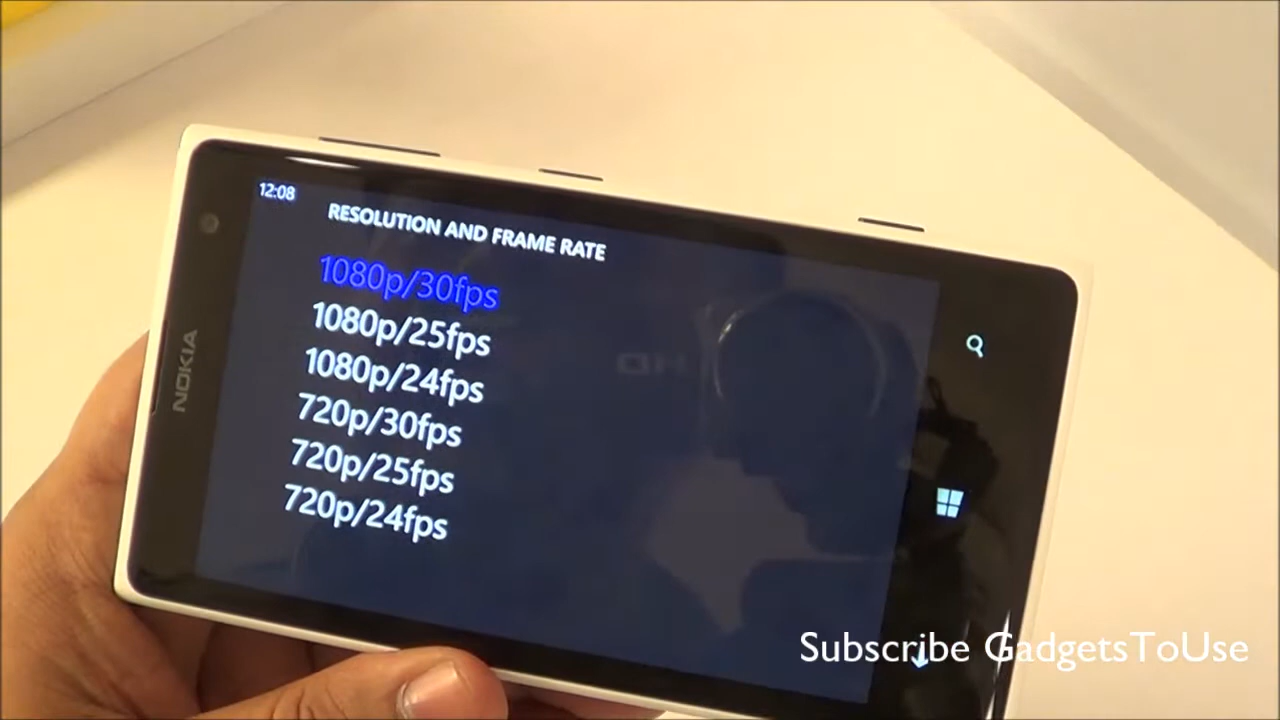 12:08
RESOLUTION AND FRAME RATE
1080p/30fps
1080p/25fps
1080p/24fps
720p/30fps
720p/25fps
720p/24fps
NOKIA
Subscribe GadgetsToUse